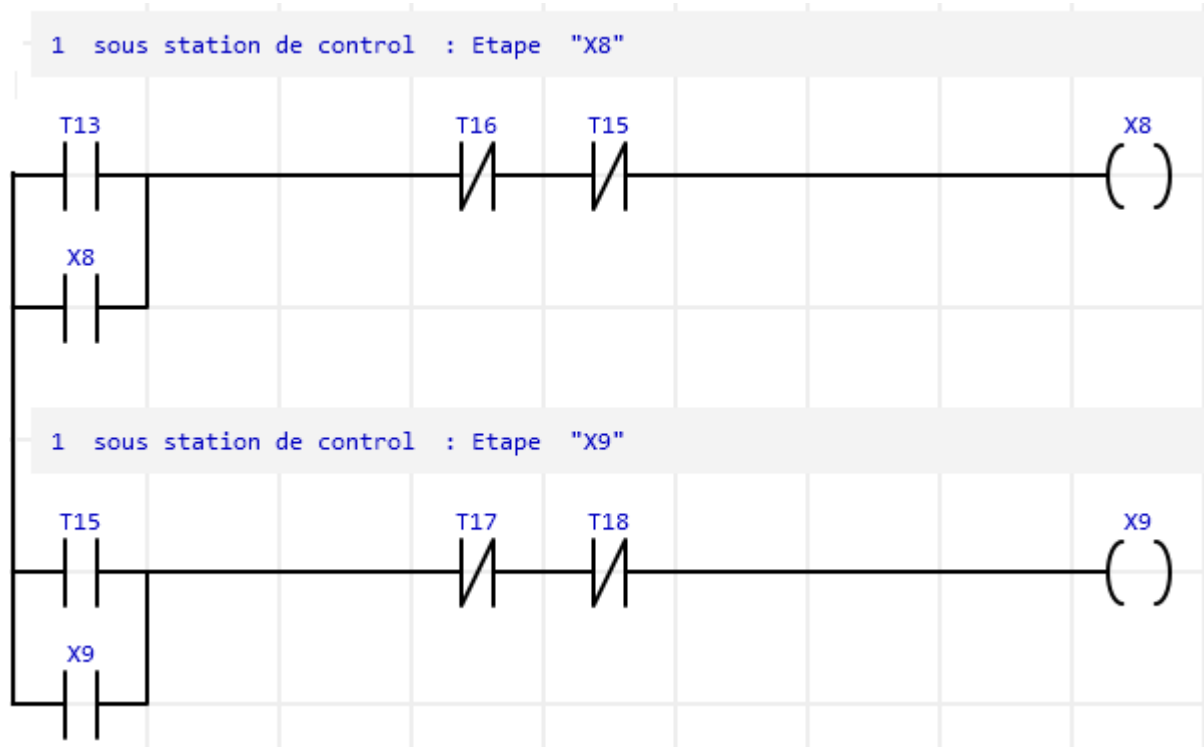 1 sous station de control : Etape "X8"
T13 T16 T15 X8
X8
1 sous station de control : Etape "X9"
T15 T17 T18 X9
X9